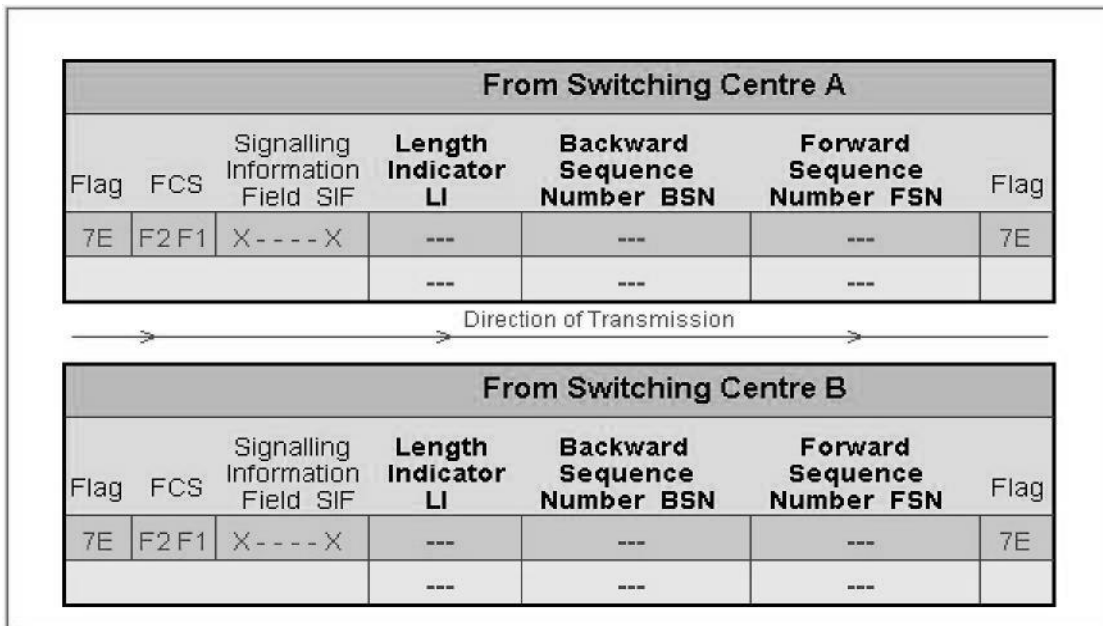 From Switching Centre A
Flag FCS Signalling Information Field SIF Length Indicator LI Backward Sequence Number BSN Forward Sequence Number FSN Flag
7E F2 F1 X - - - - X --- --- --- 7E
--- --- ---
Direction of Transmission
From Switching Centre B
Flag FCS Signalling Information Field SIF Length Indicator LI Backward Sequence Number BSN Forward Sequence Number FSN Flag
7E F2 F1 X - - - - X --- --- --- 7E
--- --- ---